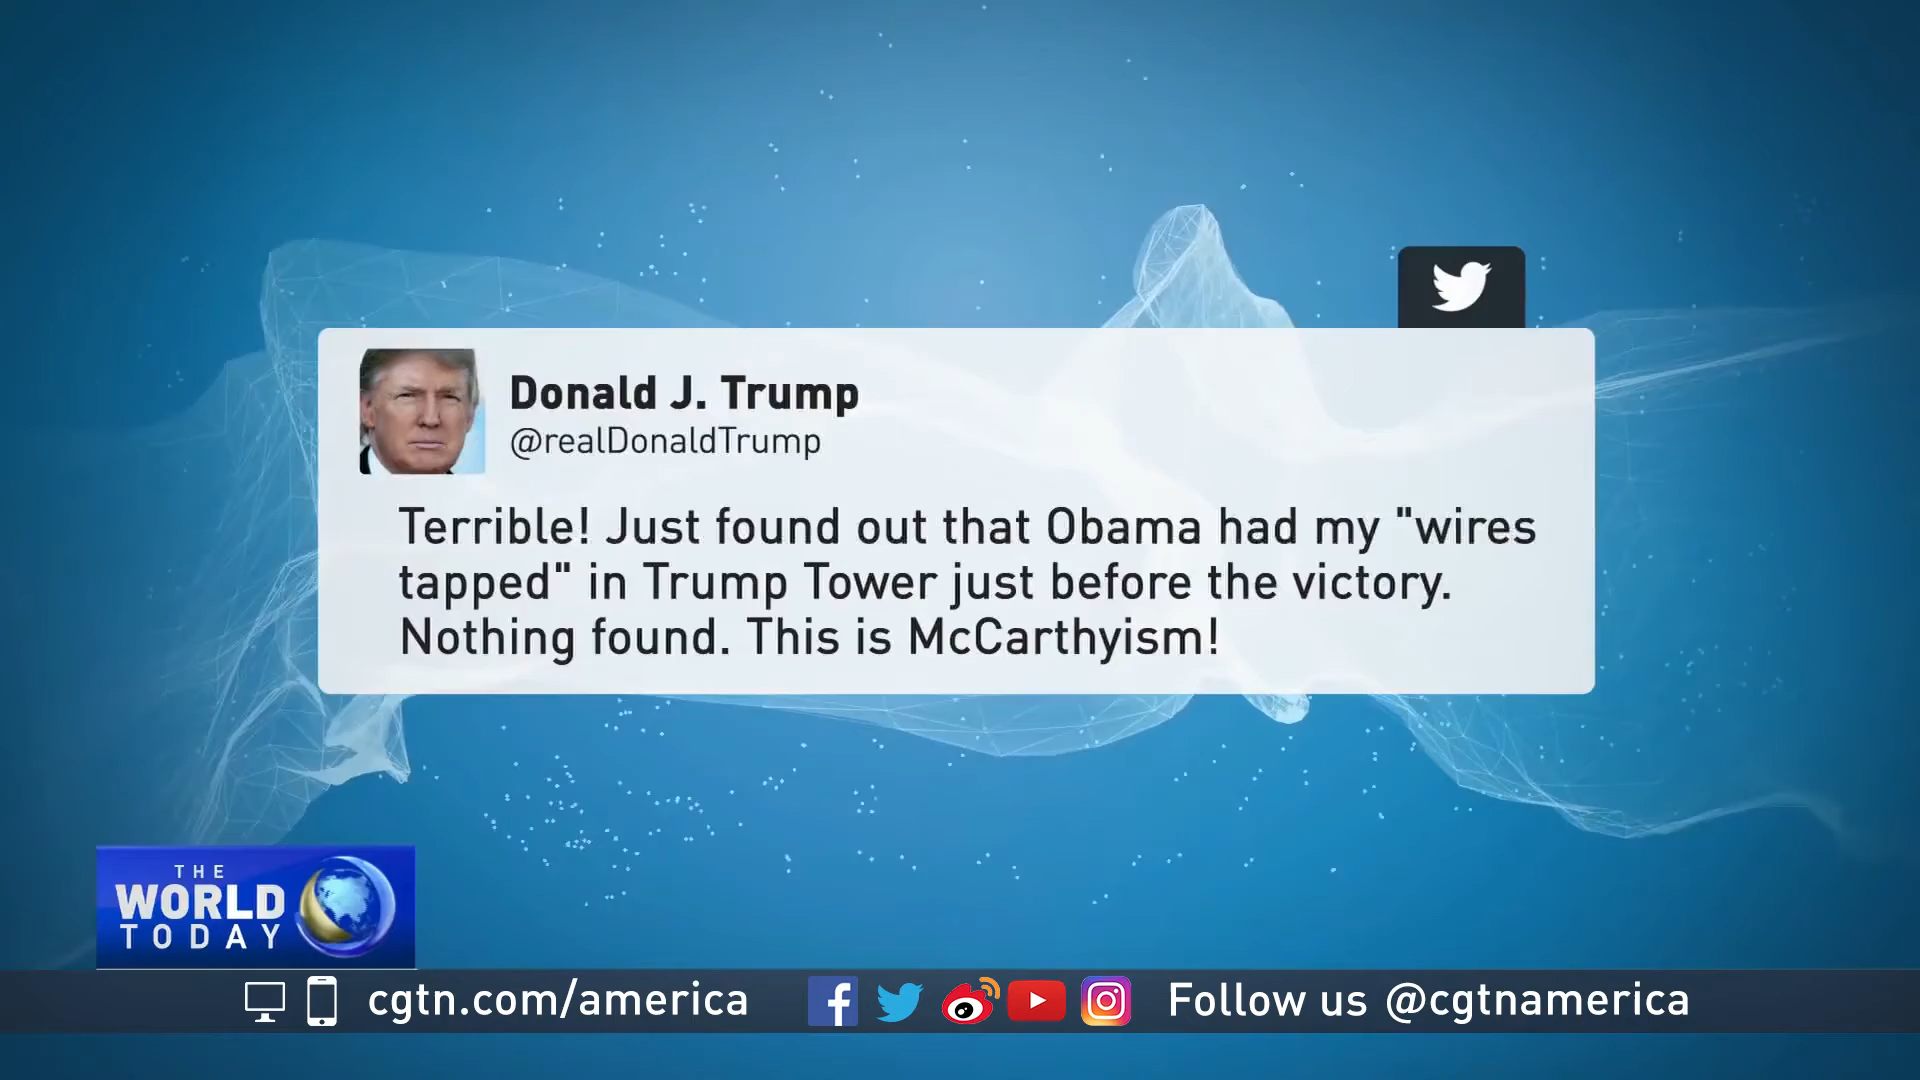 Donald J. Trump
@realDonaldTrump
Terrible! Just found out that Obama had my "wires
tapped" in Trump Tower just before the victory.
Nothing found. This is McCarthyism!
THE
WORLD
TODAY
cgtn.com/america
Follow us @cgtnamerica